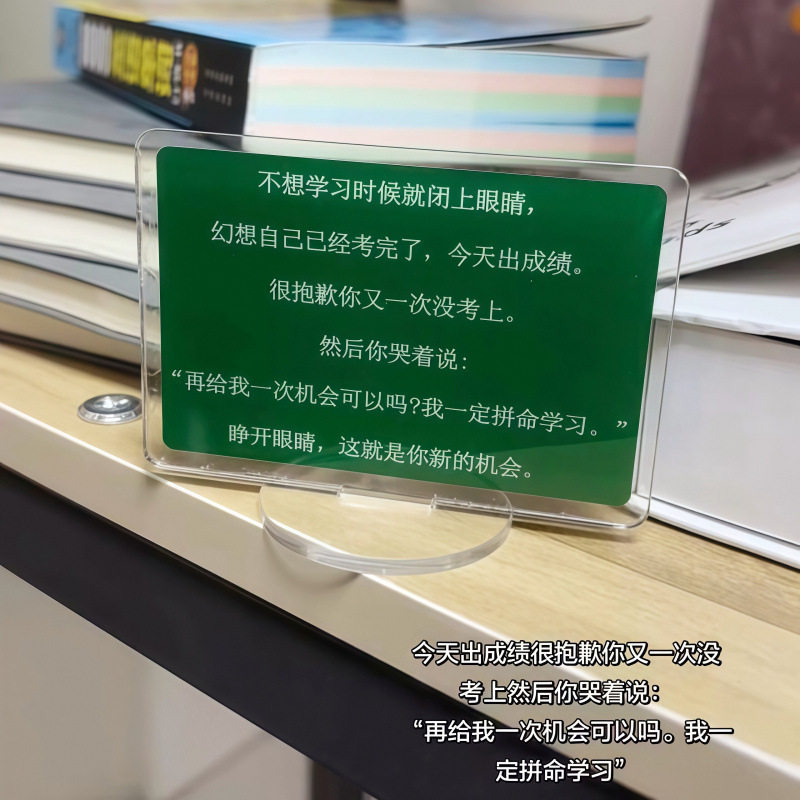 不想学习时候就闭上眼睛，
幻想自己已经考完了，今天出成绩。
很抱歉你又一次没考上。
然后你哭着说：
“再给我一次机会可以吗?我一定拼命学习。”
睁开眼睛，这就是你新的机会。
今天出成绩很抱歉你又一次没
考上然后你哭着说：
“再给我一次机会可以吗。我一
定拼命学习”